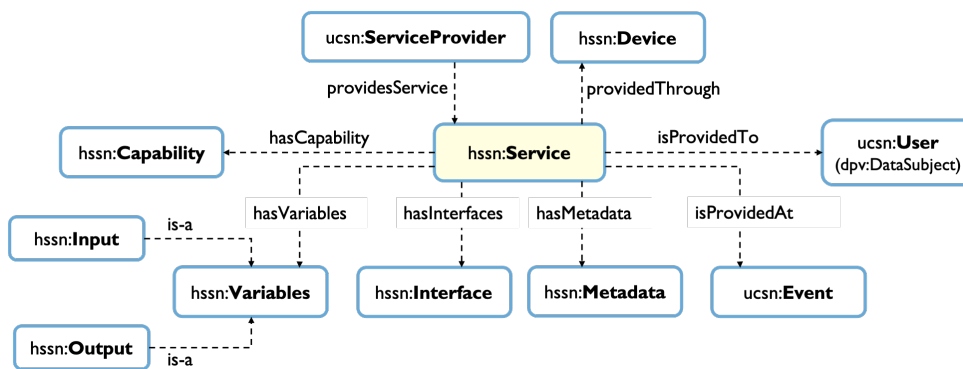 ucsn:ServiceProvider
hssn:Device
providesService
providedThrough
hasCapability
isProvidedTo
hssn:Capability
hssn:Service
ucsn:User
(dpv:DataSubject)
hasVariables
hasInterfaces
hasMetadata
isProvidedAt
is-a
hssn:Input
hssn:Variables
hssn:Interface
hssn:Metadata
ucsn:Event
hssn:Output
is-a